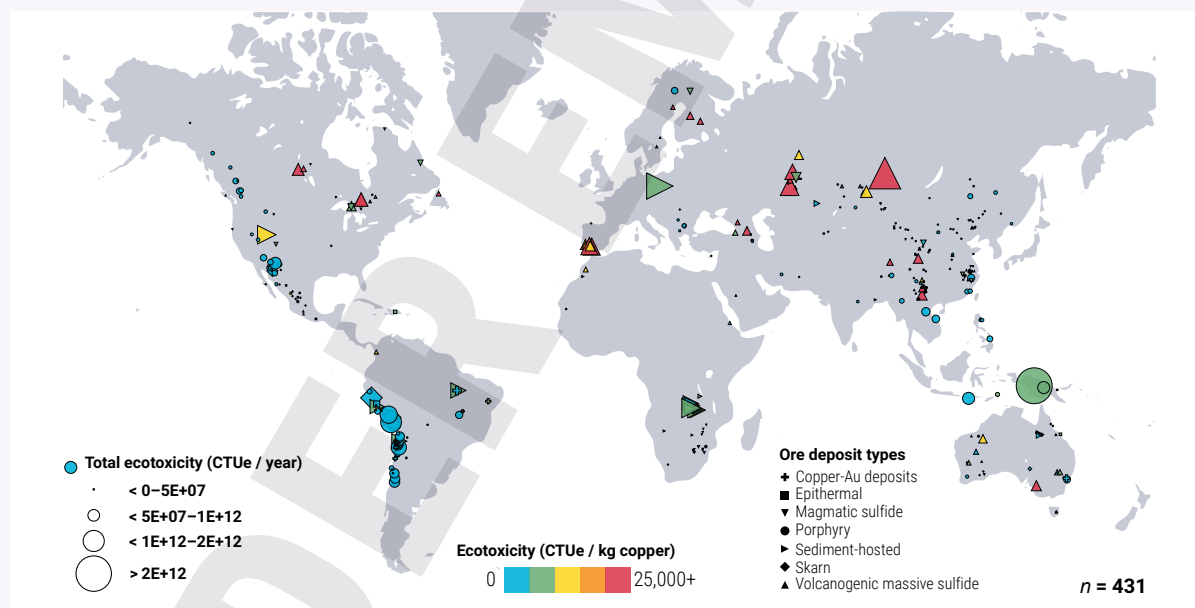 DER EM
Total ecotoxicity (CTUe / year)
< 0–5E+07
< 5E+07–1E+12
< 1E+12–2E+12
> 2E+12
Ecotoxicity (CTUe / kg copper)
0
25,000+
Ore deposit types
Copper-Au deposits
Epithermal
Magmatic sulfide
Porphyry
Sediment-hosted
Skarn
Volcanogenic massive sulfide
n = 431